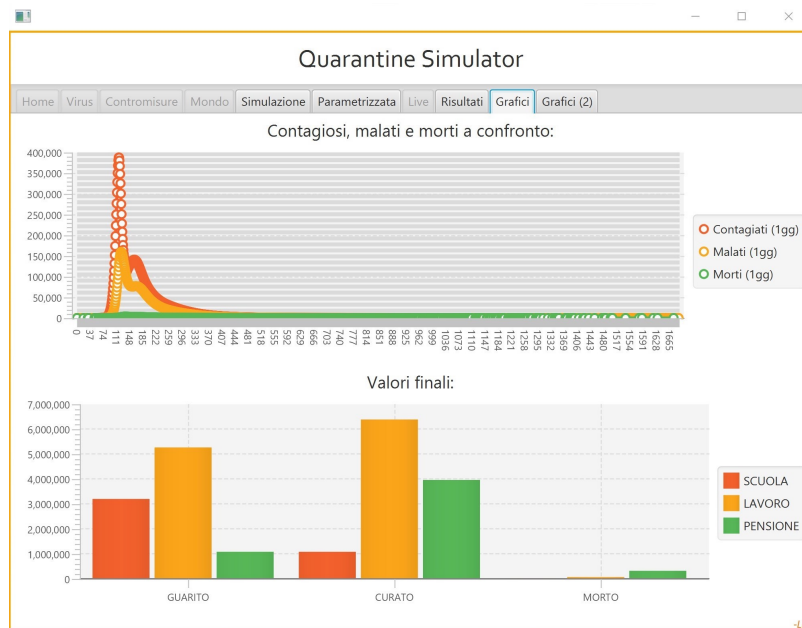 Quarantine Simulator
Home Virus Contromisure Mondo Simulazione Parametrizzata Live Risultati Grafici Grafici (2)
Contagiosi, malati e morti a confronto:
400,000
350,000
300,000
250,000
200,000
150,000
100,000
50,000
0
0 37 74 111 148 185 222 259 296 333 370 407 444 481 518 555 592 629 666 703 740 777 814 851 888 925 962 999 1036 1073 1110 1147 1184 1221 1258 1295 1332 1369 1406 1443 1480 1517 1554 1591 1628 1665
Contagiati (1gg)
Malati (1gg)
Morti (1gg)
Valori finali:
7,000,000
6,000,000
5,000,000
4,000,000
3,000,000
2,000,000
1,000,000
0
GUARITO CURATO MORTO
SCUOLA
LAVORO
PENSIONE